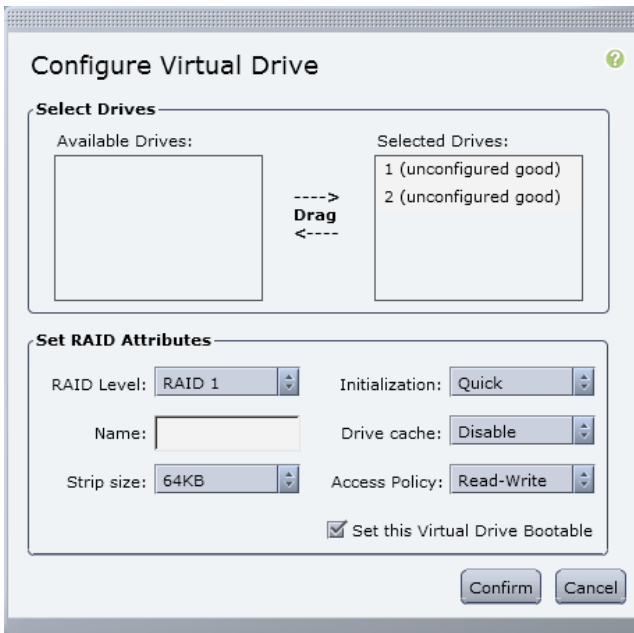 Configure Virtual Drive
?
Select Drives
Available Drives:
Selected Drives:
1 (unconfigured good)
2 (unconfigured good)
---->
Drag
<----
Set RAID Attributes
RAID Level: RAID 1
Initialization: Quick
Name:
Drive cache: Disable
Strip size: 64KB
Access Policy: Read-Write
Set this Virtual Drive Bootable
Confirm
Cancel